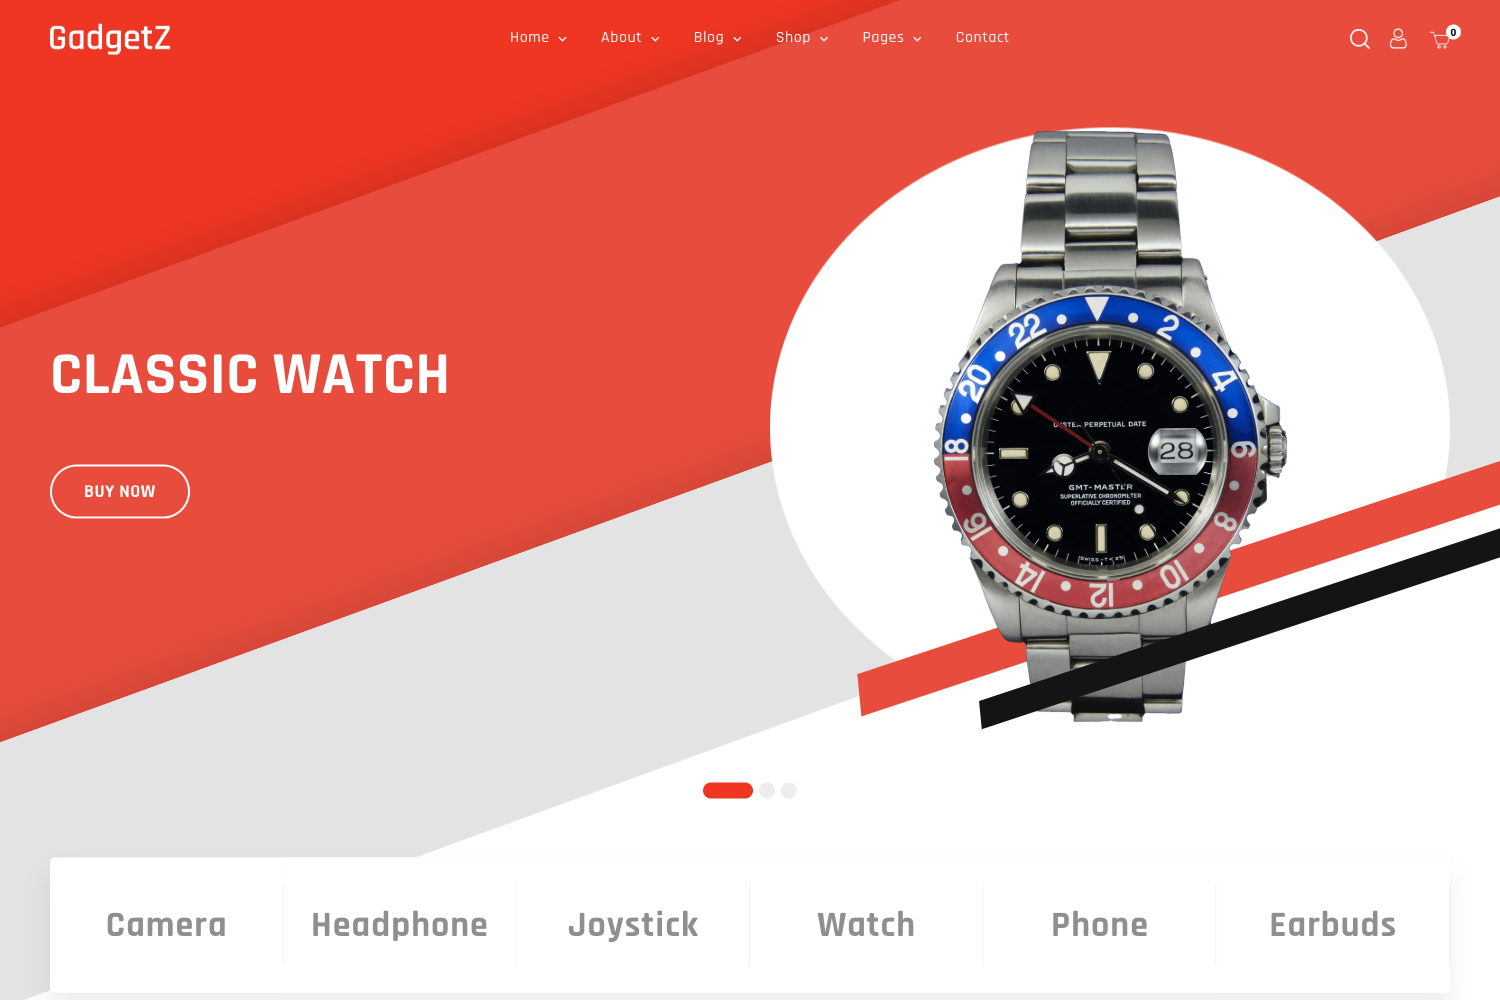 GadgetZ
Home
About
Blog
Shop
Pages
Contact
0
CLASSIC WATCH
BUY NOW
22
2
20
4
18
6
16
8
14
12
10
OYSTER PERPETUAL DATE
28
GMT-MASTER
SUPERLATIVE CHRONOMETER
OFFICIALLY CERTIFIED
Camera
Headphone
Joystick
Watch
Phone
Earbuds